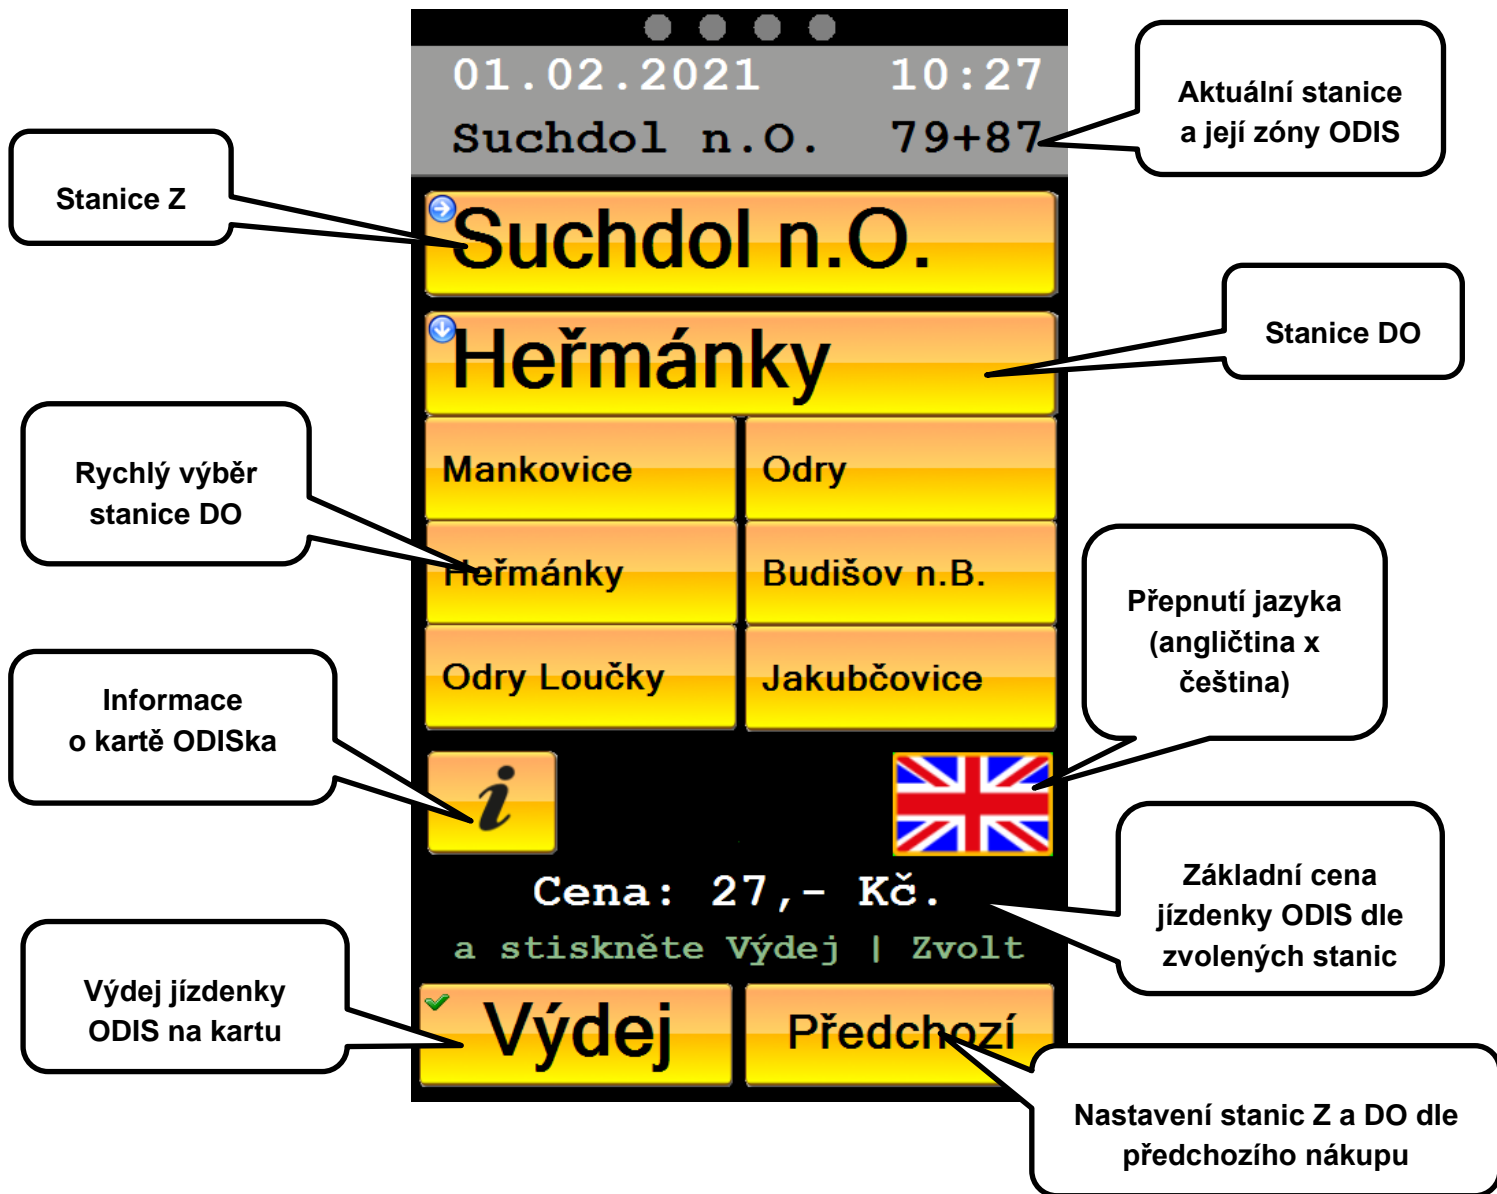 01.02.2021 10:27
Suchdol n.O. 79+87
Aktuální stanice
a její zóny ODIS
Stanice Z
Suchdol n.O.
Heřmánky
Stanice DO
Rychlý výběr
stanice DO
Mankovice Odry
Heřmánky Budišov n.B.
Odry Loučky Jakubčovice
Přepnutí jazyka
(angličtina x
čeština)
Informace
o kartě ODISka
i
Cena: 27,- Kč.
a stiskněte Výdej | Zvolt
Základní cena
jízdenky ODIS dle
zvolených stanic
Výdej jízdenky
ODIS na kartu
Výdej Předchozí
Nastavení stanic Z a DO dle
předchozího nákupu